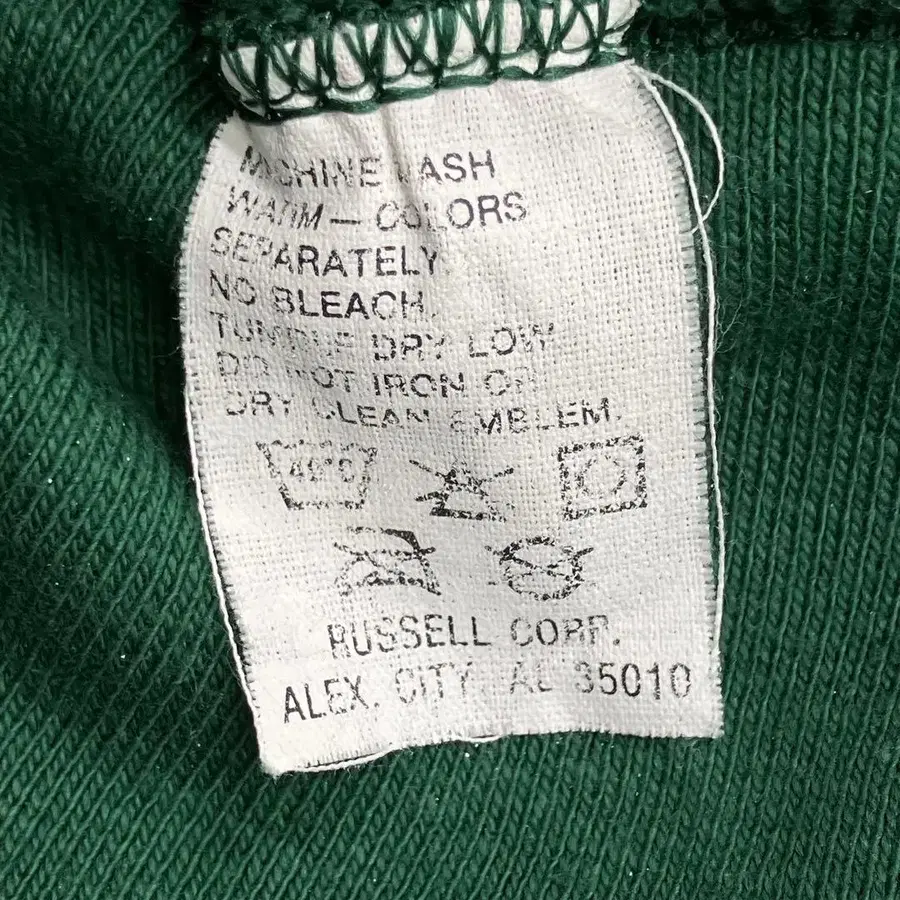 MACHINE WASH
WARM — COLORS
SEPARATELY.
NO BLEACH.
TUMBLE DRY LOW
DO NOT IRON OR
DRY CLEAN EMBLEM.
40°C
RUSSELL CORP.
ALEX. CITY, AL 35010